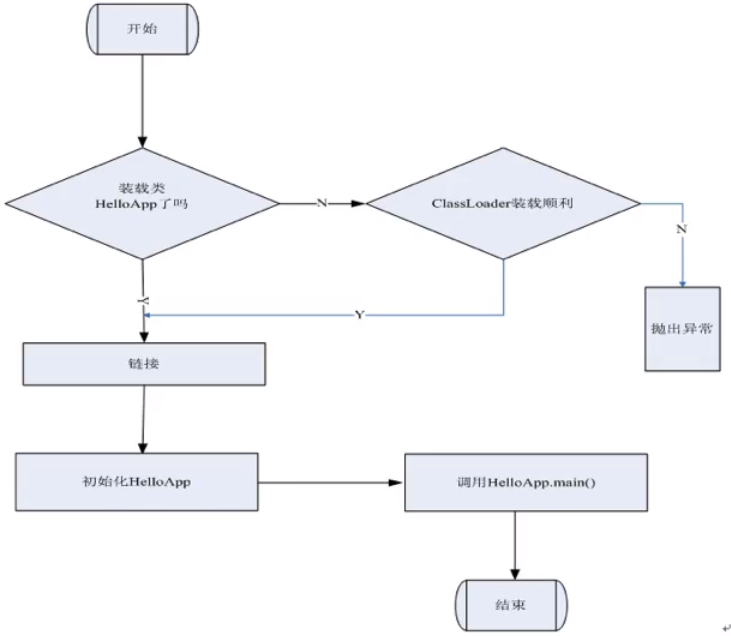 开始
装载类
HelloApp了吗
N
ClassLoader装载顺利
N
Y
Y
抛出异常
链接
初始化HelloApp
调用HelloApp.main()
结束